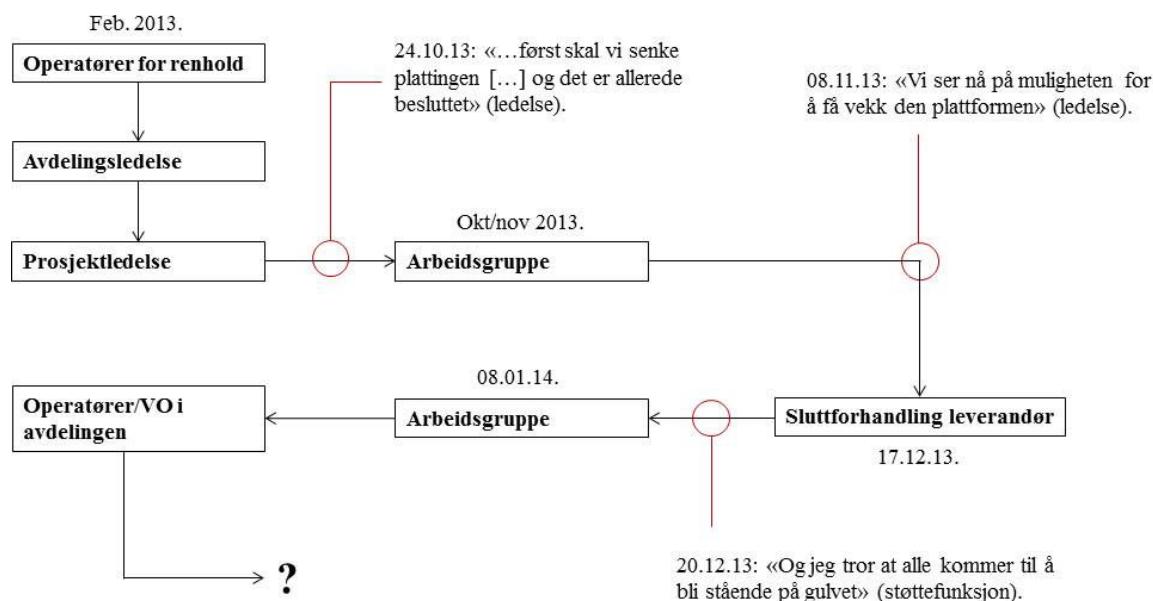 Feb. 2013.
Operatører for renhold
24.10.13: «…først skal vi senke
plattingen […] og det er allerede
besluttet» (ledelse).
08.11.13: «Vi ser nå på muligheten for
å få vekk den plattformen» (ledelse).
Avdelingsledelse
Okt/nov 2013.
Prosjektledelse
Arbeidsgruppe
08.01.14.
Operatører/VO i
avdelingen
Arbeidsgruppe
Sluttforhandling leverandør
17.12.13.
?
20.12.13: «Og jeg tror at alle kommer til å
bli stående på gulvet» (støttefunksjon).